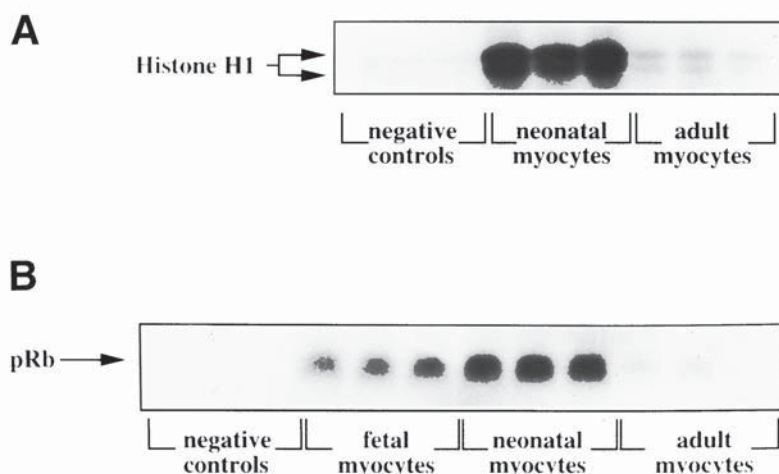 A
Histone H1
negative
controls
neonatal
myocytes
adult
myocytes
B
pRb
negative
controls
fetal
myocytes
neonatal
myocytes
adult
myocytes